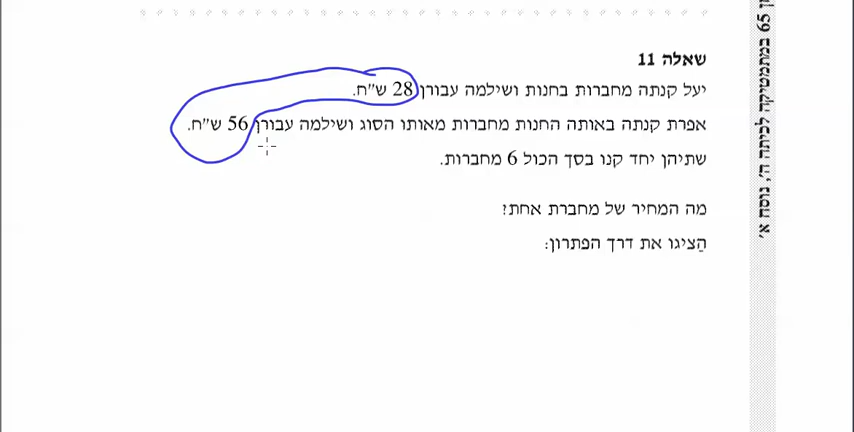 שאלה 11
יעל קנתה מחברות בחנות ושילמה עבורן 28 ש"ח.
אפרת קנתה באותה החנות מחברות מאותו הסוג ושילמה עבורן 56 ש"ח.
שתיהן יחד קנו בסך הכול 6 מחברות.
מה המחיר של מחברת אחת?
הַציגו את דרך הפתרון:
65 במתמטיקה לכיתה ה', נוסח א'